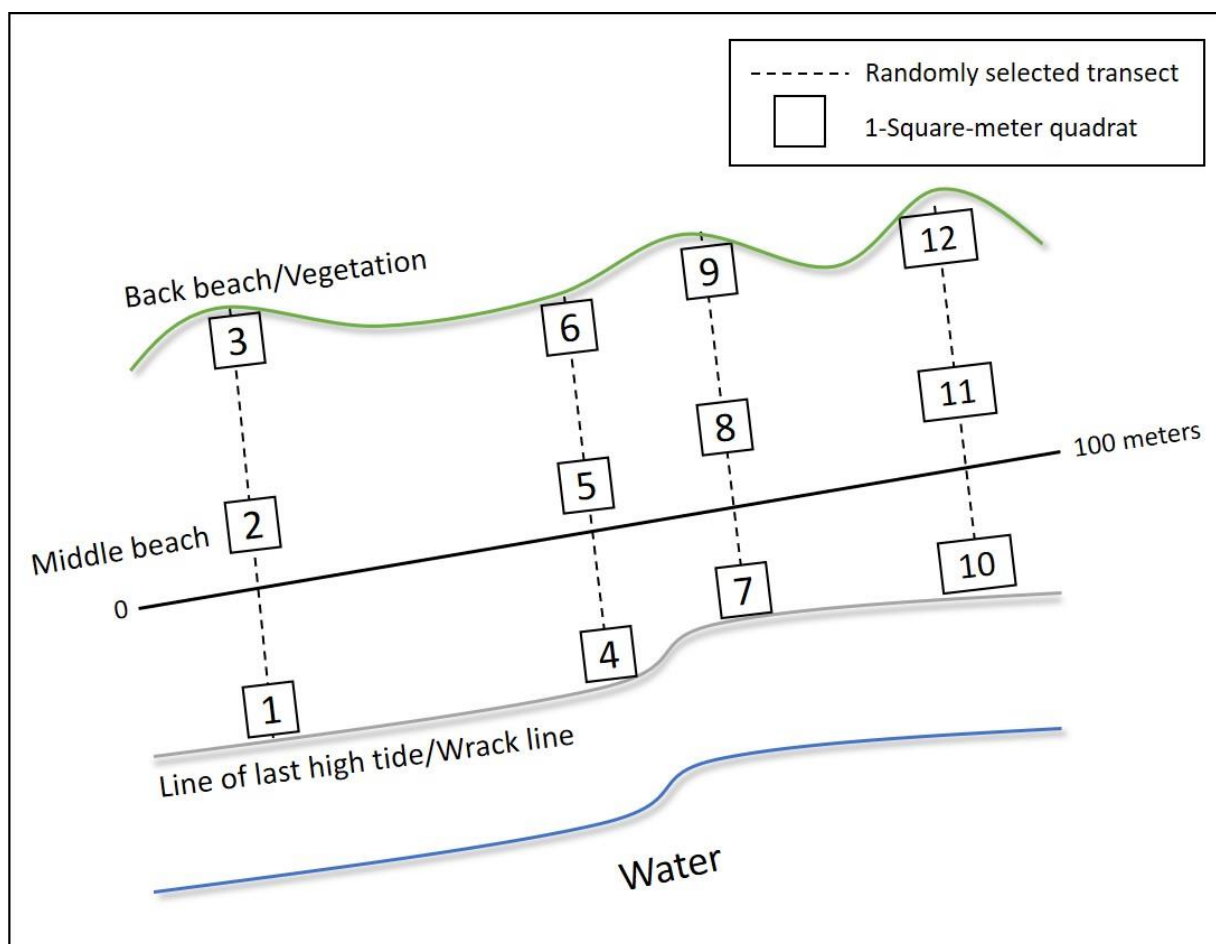 Randomly selected transect
1-Square-meter quadrat
Back beach/Vegetation
12
9
3
6
11
8
100 meters
5
2
Middle beach
0
10
7
4
1
Line of last high tide/Wrack line
Water